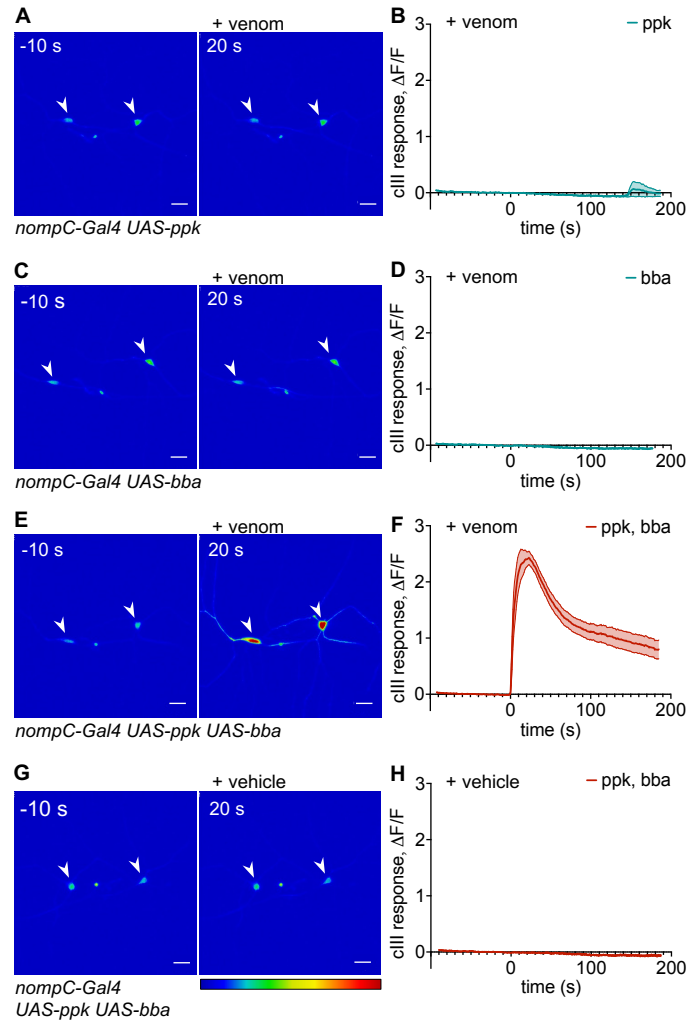 A
+ venom
-10 s
20 s
nompC-Gal4 UAS-ppk
B
+ venom
ppk
cIII response, ΔF/F
3
2
1
0
0
100
200
time (s)
C
+ venom
-10 s
20 s
nompC-Gal4 UAS-bba
D
+ venom
bba
cIII response, ΔF/F
3
2
1
0
0
100
200
time (s)
E
+ venom
-10 s
20 s
nompC-Gal4 UAS-ppk UAS-bba
F
+ venom
ppk, bba
cIII response, ΔF/F
3
2
1
0
0
100
200
time (s)
G
+ vehicle
-10 s
20 s
nompC-Gal4
UAS-ppk UAS-bba
H
+ vehicle
ppk, bba
cIII response, ΔF/F
3
2
1
0
0
100
200
time (s)